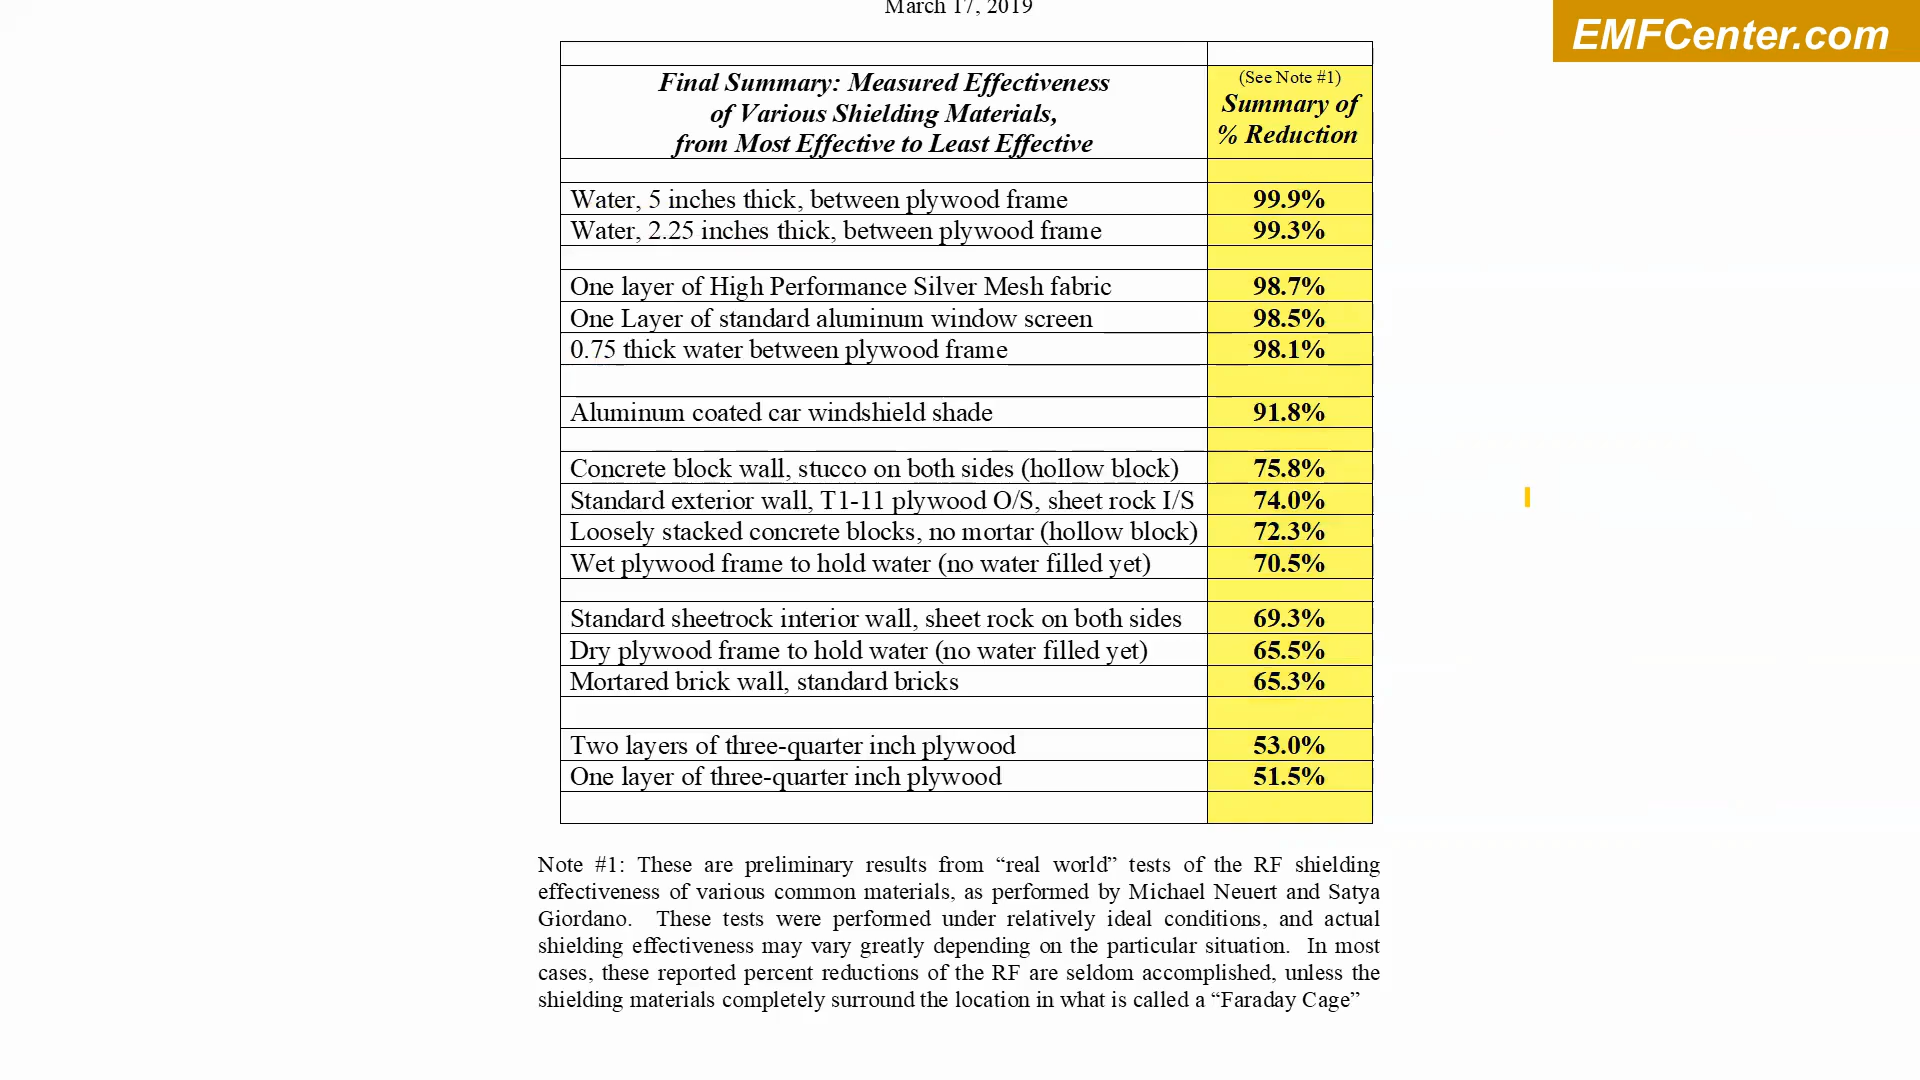 March 17, 2019
EMFCenter.com
Final Summary: Measured Effectiveness
of Various Shielding Materials,
from Most Effective to Least Effective
(See Note #1)
Summary of
% Reduction
Water, 5 inches thick, between plywood frame 99.9%
Water, 2.25 inches thick, between plywood frame 99.3%
One layer of High Performance Silver Mesh fabric 98.7%
One Layer of standard aluminum window screen 98.5%
0.75 thick water between plywood frame 98.1%
Aluminum coated car windshield shade 91.8%
Concrete block wall, stucco on both sides (hollow block) 75.8%
Standard exterior wall, T1-11 plywood O/S, sheet rock I/S 74.0%
Loosely stacked concrete blocks, no mortar (hollow block) 72.3%
Wet plywood frame to hold water (no water filled yet) 70.5%
Standard sheetrock interior wall, sheet rock on both sides 69.3%
Dry plywood frame to hold water (no water filled yet) 65.5%
Mortared brick wall, standard bricks 65.3%
Two layers of three-quarter inch plywood 53.0%
One layer of three-quarter inch plywood 51.5%
Note #1: These are preliminary results from “real world” tests of the RF shielding
effectiveness of various common materials, as performed by Michael Neuert and Satya
Giordano. These tests were performed under relatively ideal conditions, and actual
shielding effectiveness may vary greatly depending on the particular situation. In most
cases, these reported percent reductions of the RF are seldom accomplished, unless the
shielding materials completely surround the location in what is called a “Faraday Cage”